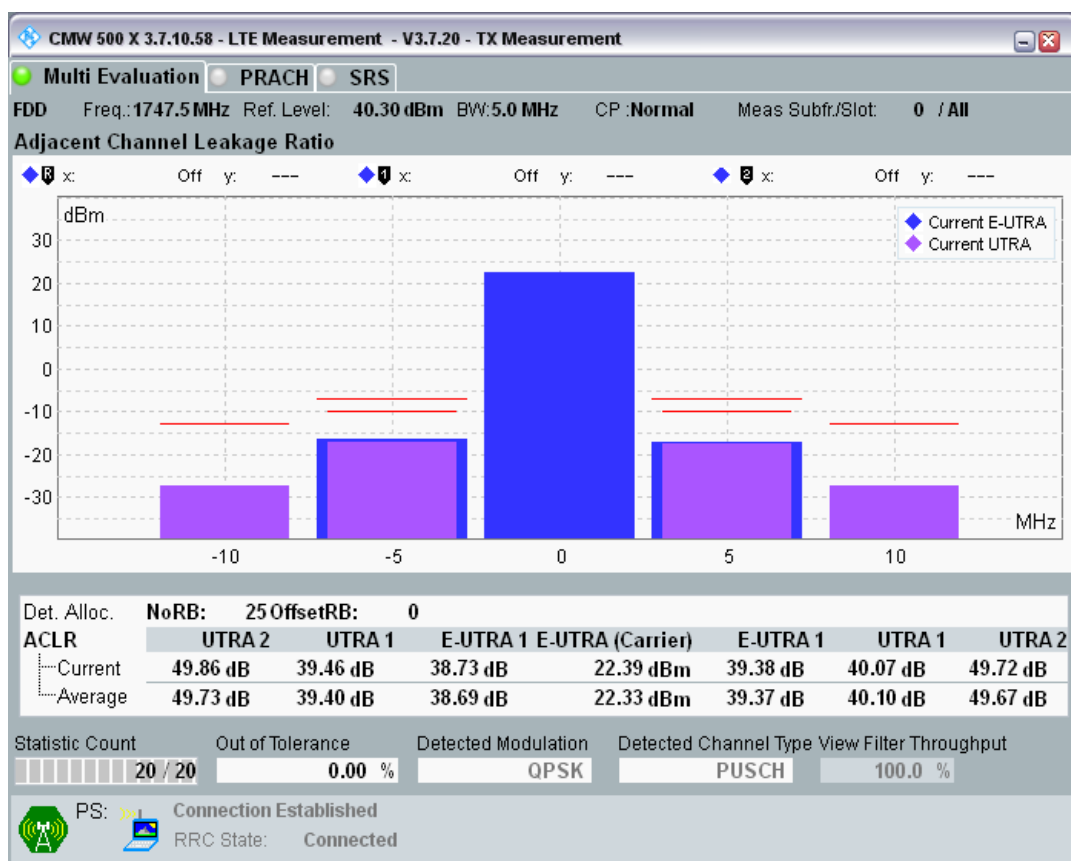 CMW 500 X 3.7.10.58 - LTE Measurement - V3.7.20 - TX Measurement
Multi Evaluation PRACH SRS
FDD Freq.: 1747.5 MHz Ref. Level: 40.30 dBm BW: 5.0 MHz CP : Normal Meas Subfr./Slot: 0 / All
Adjacent Channel Leakage Ratio
R x: Off y: --- 1 x: Off y: --- 2 x: Off y: ---
dBm
Current E-UTRA
Current UTRA
30
20
10
0
-10
-20
-30
MHz
-10 -5 0 5 10
Det. Alloc. NoRB: 25 OffsetRB: 0
ACLR UTRA 2 UTRA 1 E-UTRA 1 E-UTRA (Carrier) E-UTRA 1 UTRA 1 UTRA 2
Current 49.86 dB 39.46 dB 38.73 dB 22.39 dBm 39.38 dB 40.07 dB 49.72 dB
Average 49.73 dB 39.40 dB 38.69 dB 22.33 dBm 39.37 dB 40.10 dB 49.67 dB
Statistic Count Out of Tolerance Detected Modulation Detected Channel Type View Filter Throughput
20 / 20 0.00 % QPSK PUSCH 100.0 %
PS: Connection Established
RRC State: Connected